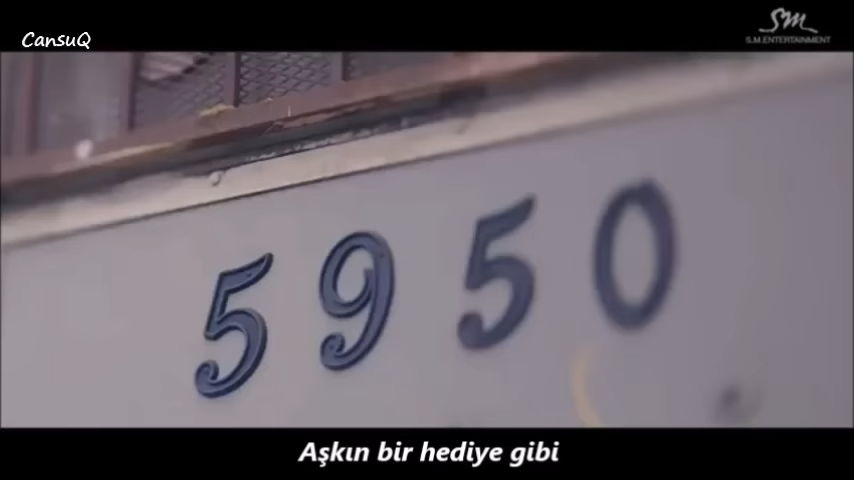 CansuQ
SM
S.M.ENTERTAINMENT
5950
Aşkın bir hediye gibi